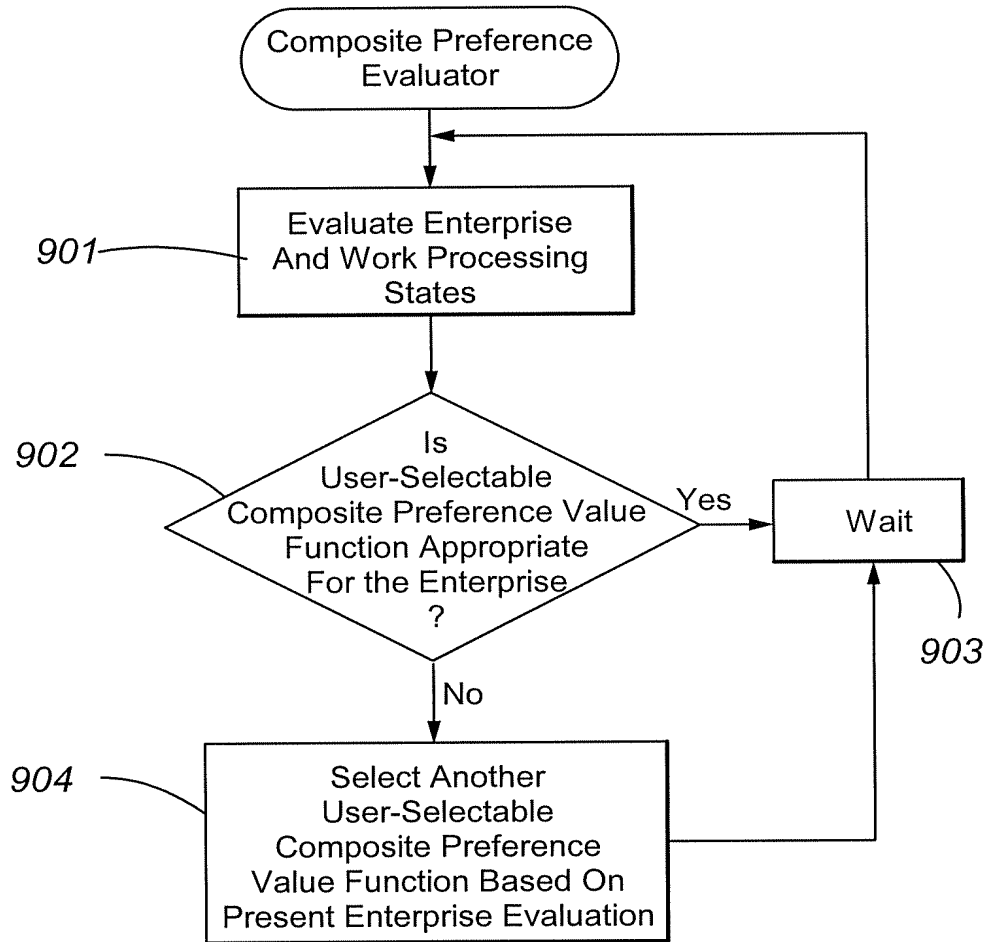 Composite Preference
Evaluator
Evaluate Enterprise
And Work Processing
States
901
Is
User-Selectable
Composite Preference Value
Function Appropriate
For the Enterprise
?
902
Yes
Wait
903
No
Select Another
User-Selectable
Composite Preference
Value Function Based On
Present Enterprise Evaluation
904